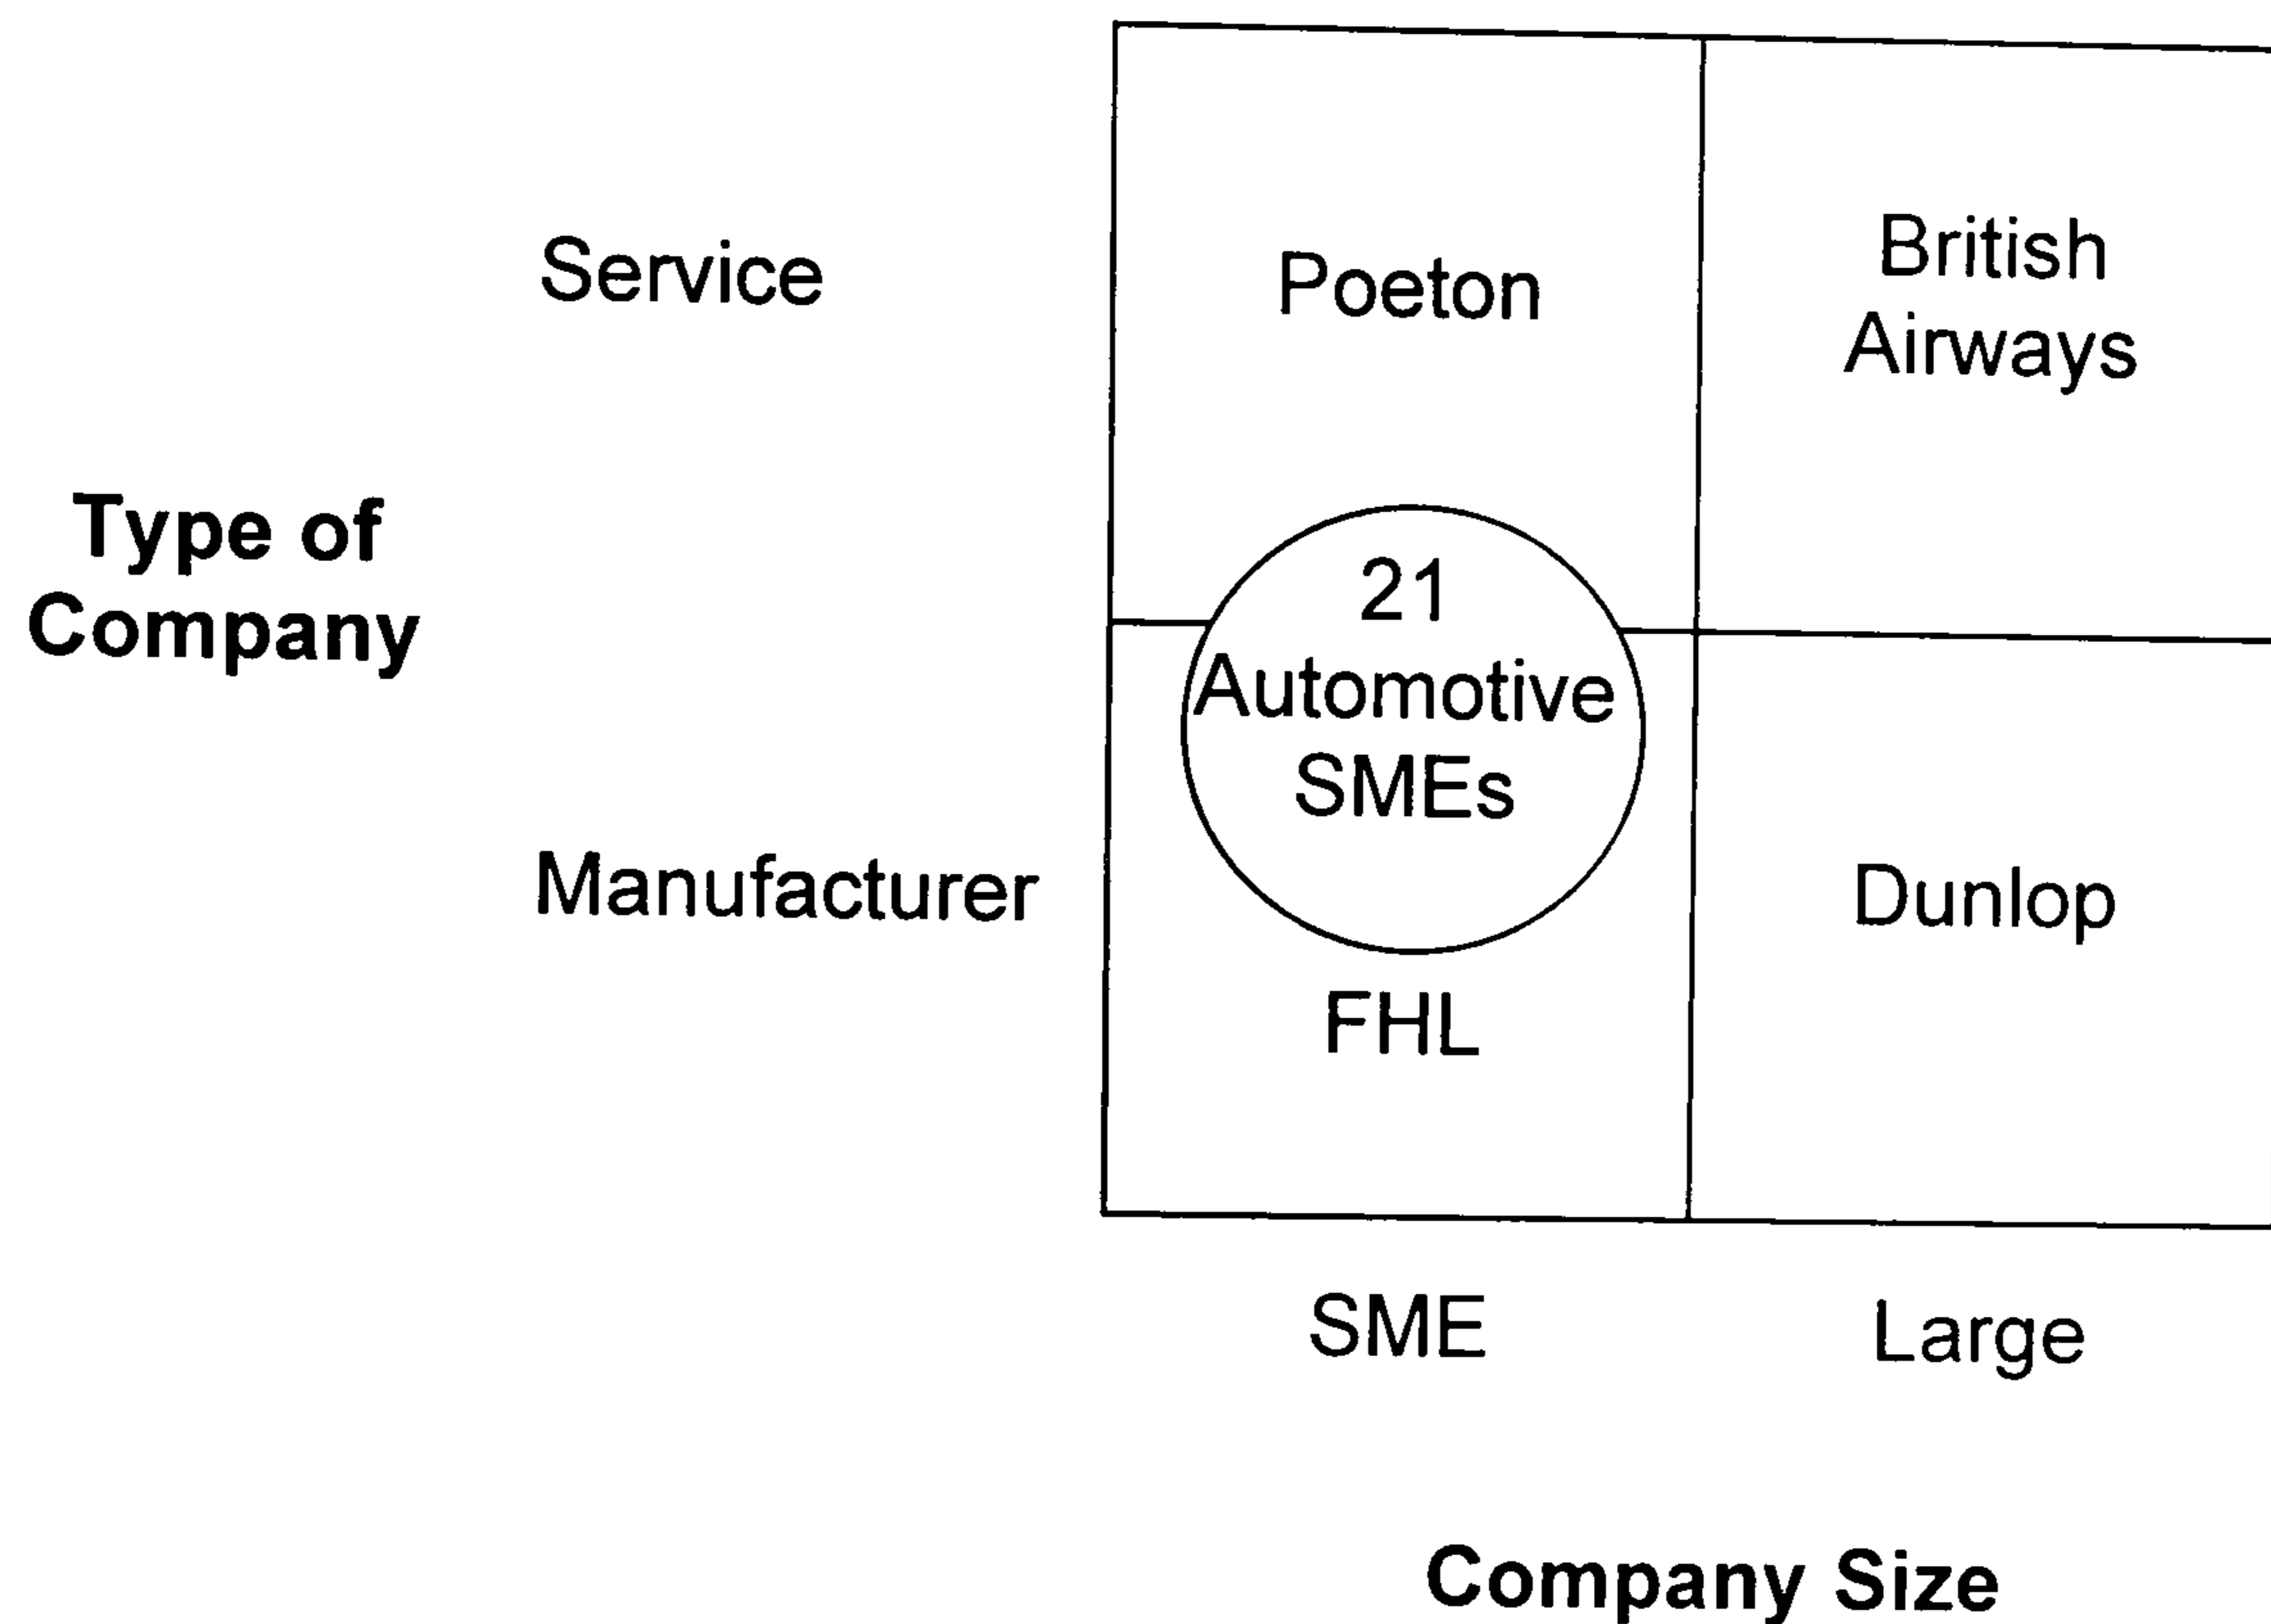 Service
Poeton
British
Airways
Type of
Company
21
Automotive
SMEs
Manufacturer
Dunlop
FHL
SME
Large
Company Size